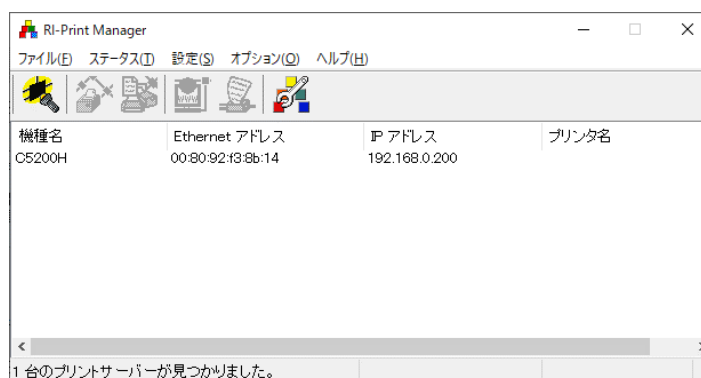 RI-Print Manager
ファイル(F) ステータス(T) 設定(S) オプション(O) ヘルプ(H)
機種名 Ethernet アドレス IP アドレス プリンタ名
C5200H 00:80:92:f3:8b:14 192.168.0.200
1 台のプリントサーバーが見つかりました。